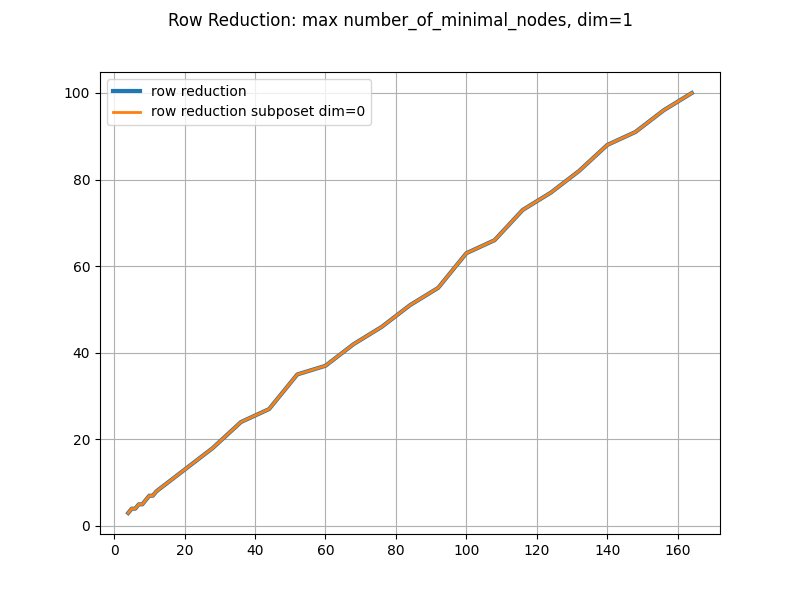 Row Reduction: max number_of_minimal_nodes, dim=1
row reduction
row reduction subposet dim=0
100
80
60
40
20
0
0 20 40 60 80 100 120 140 160